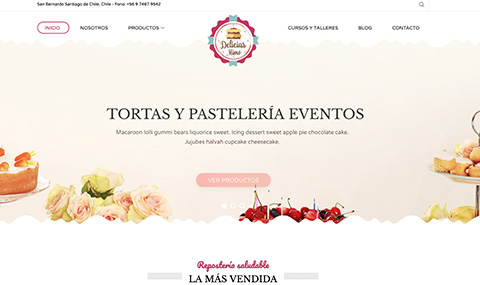 San Bernardo Santiago de Chile, Chile - Fono: +56 9 7467 9942
INICIO
NOSOTROS
PRODUCTOS
CURSOS Y TALLERES
BLOG
CONTACTO
Delicias
Mimo
TORTAS Y PASTELERÍA EVENTOS
Macaroon lolli gummi bears liquorice sweet. Icing dessert sweet apple pie chocolate cake.
Jujubes halvah cupcake cheesecake.
VER PRODUCTOS
Repostería saludable
LA MÁS VENDIDA